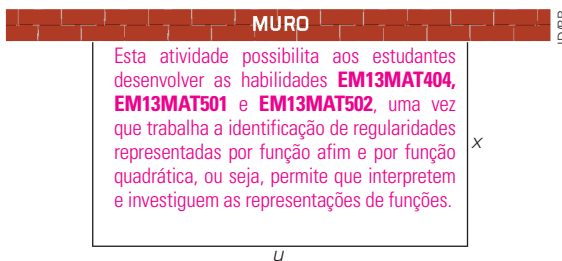 MURO
Esta atividade possibilita aos estudantes
desenvolver as habilidades EM13MAT404,
EM13MAT501 e EM13MAT502, uma vez
que trabalha a identificação de regularidades
representadas por função afim e por função
quadrática, ou seja, permite que interpretem
e investiguem as representações de funções.
x